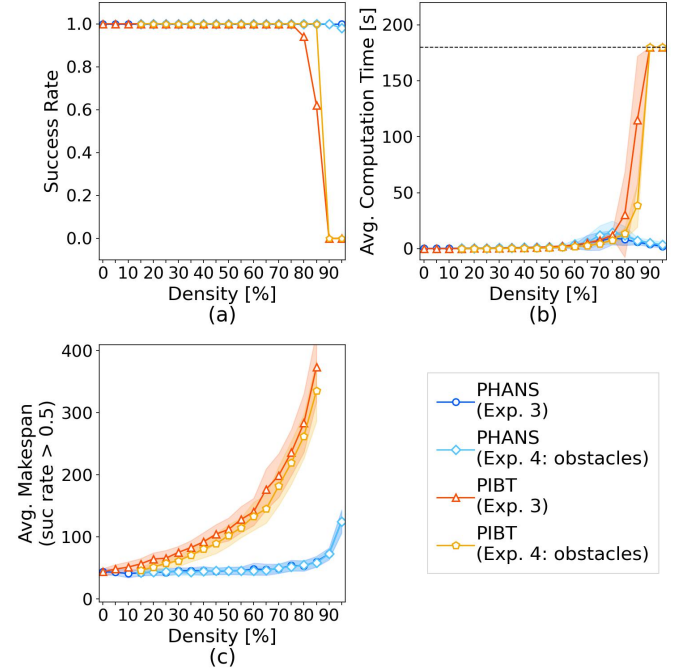 1.0
0.8
0.6
0.4
0.2
0.0
Success Rate
0 10 20 30 40 50 60 70 80 90
Density [%]
(a)
200
150
100
50
0
Avg. Computation Time [s]
0 10 20 30 40 50 60 70 80 90
Density [%]
(b)
400
300
200
100
0
Avg. Makespan
(suc rate > 0.5)
0 10 20 30 40 50 60 70 80 90
Density [%]
(c)
PHANS
(Exp. 3)
PHANS
(Exp. 4: obstacles)
PIBT
(Exp. 3)
PIBT
(Exp. 4: obstacles)